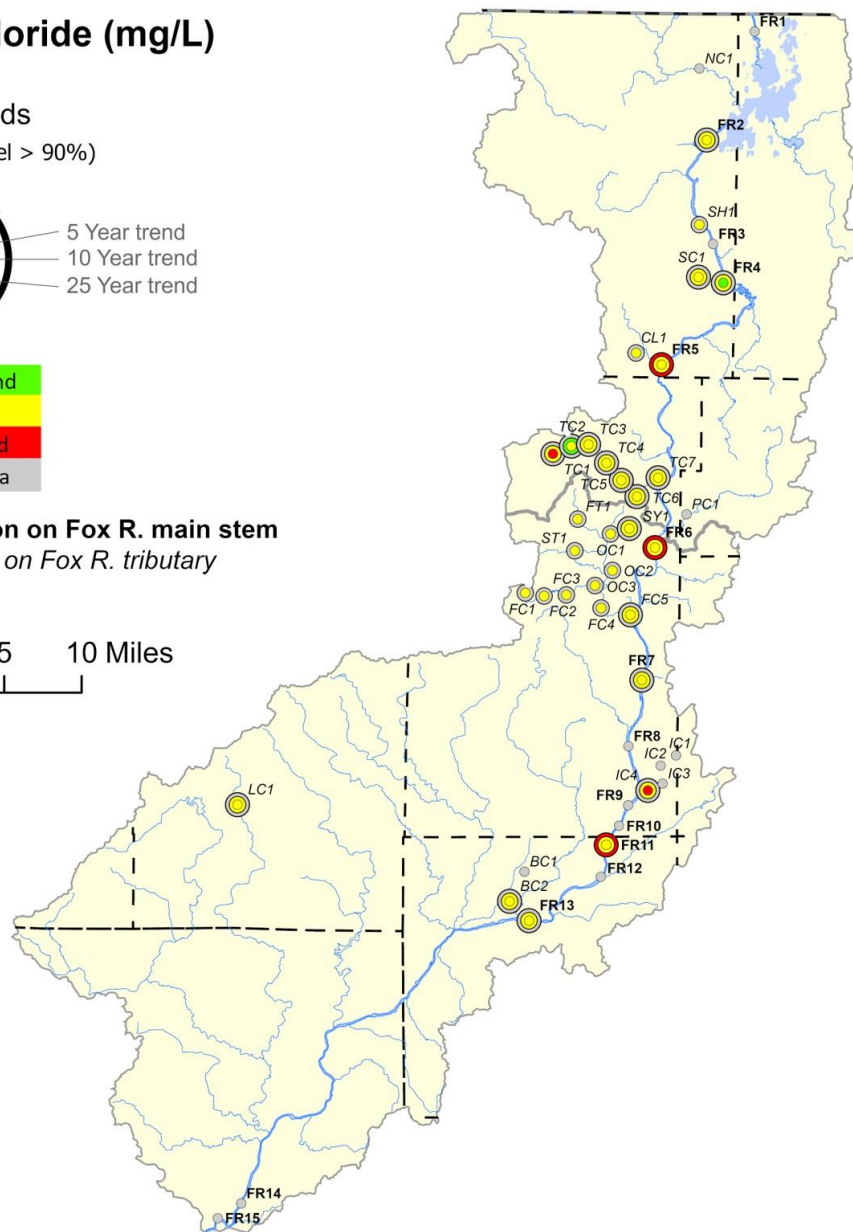 loride (mg/L)
ds
el > 90%)
5 Year trend
10 Year trend
25 Year trend
nd
d
a
on on Fox R. main stem
on Fox R. tributary
5 10 Miles
FR1
NC1
FR2
SH1
FR3
SC1
FR4
CL1
FR5
TC2
TC3
TC4
TC1
TC7
TC5
TC6
FT1
SY1
PC1
FR6
ST1
OC1
OC2
FC3
OC3
FC1
FC2
FC4
FC5
FR7
FR8
IC1
IC2
IC4
IC3
LC1
FR9
FR10
FR11
BC1
FR12
BC2
FR13
FR14
FR15